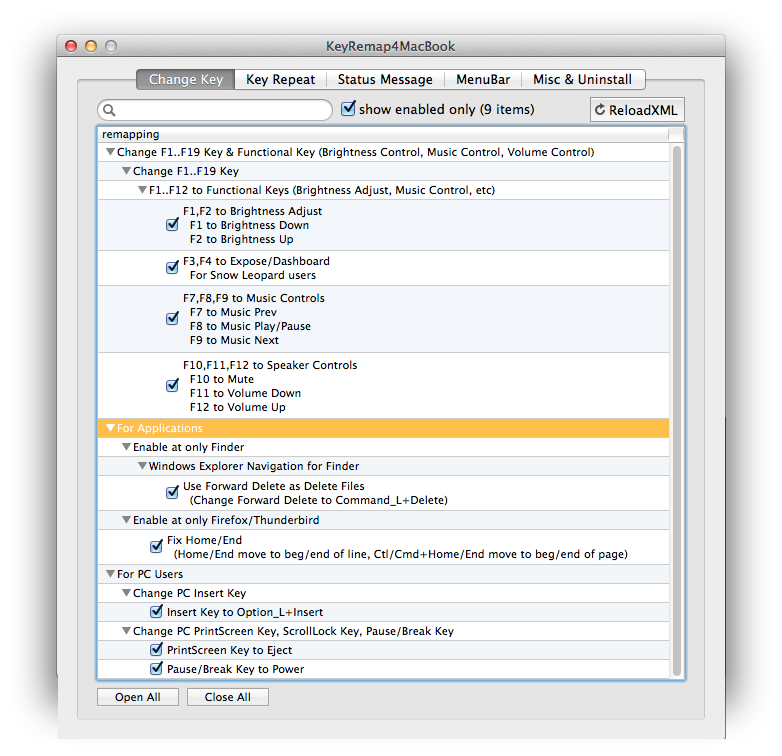 KeyRemap4MacBook
Change Key Key Repeat Status Message MenuBar Misc & Uninstall
show enabled only (9 items) ReloadXML
remapping
Change F1..F19 Key & Functional Key (Brightness Control, Music Control, Volume Control)
Change F1..F19 Key
F1..F12 to Functional Keys (Brightness Adjust, Music Control, etc)
F1,F2 to Brightness Adjust
F1 to Brightness Down
F2 to Brightness Up
F3,F4 to Expose/Dashboard
For Snow Leopard users
F7,F8,F9 to Music Controls
F7 to Music Prev
F8 to Music Play/Pause
F9 to Music Next
F10,F11,F12 to Speaker Controls
F10 to Mute
F11 to Volume Down
F12 to Volume Up
For Applications
Enable at only Finder
Windows Explorer Navigation for Finder
Use Forward Delete as Delete Files
(Change Forward Delete to Command_L+Delete)
Enable at only Firefox/Thunderbird
Fix Home/End
(Home/End move to beg/end of line, Ctl/Cmd+Home/End move to beg/end of page)
For PC Users
Change PC Insert Key
Insert Key to Option_L+Insert
Change PC PrintScreen Key, ScrollLock Key, Pause/Break Key
PrintScreen Key to Eject
Pause/Break Key to Power
Open All Close All